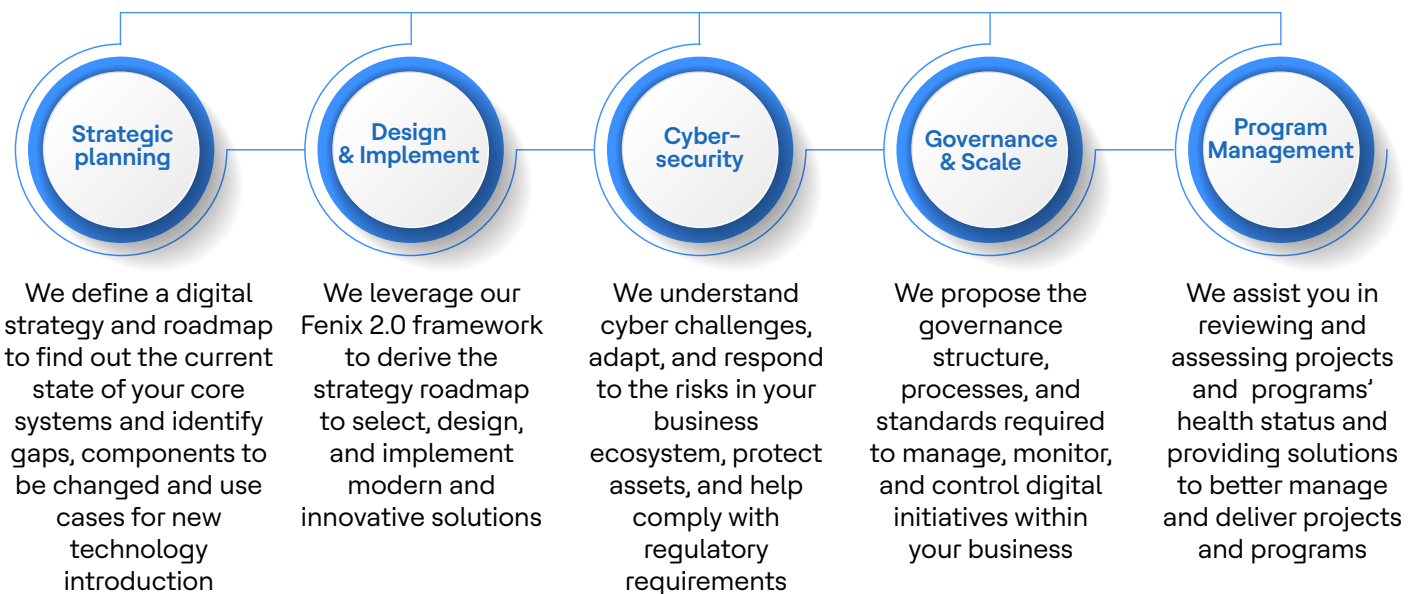 Strategic
planning
We define a digital
strategy and roadmap
to find out the current
state of your core
systems and identify
gaps, components to
be changed and use
cases for new
technology
introduction
Design
& Implement
We leverage our
Fenix 2.0 framework
to derive the
strategy roadmap
to select, design,
and implement
modern and
innovative solutions
Cyber-
security
We understand
cyber challenges,
adapt, and respond
to the risks in your
business
ecosystem, protect
assets, and help
comply with
regulatory
requirements
Governance
& Scale
We propose the
governance
structure,
processes, and
standards required
to manage, monitor,
and control digital
initiatives within
your business
Program
Management
We assist you in
reviewing and
assessing projects
and programs’
health status and
providing solutions
to better manage
and deliver projects
and programs